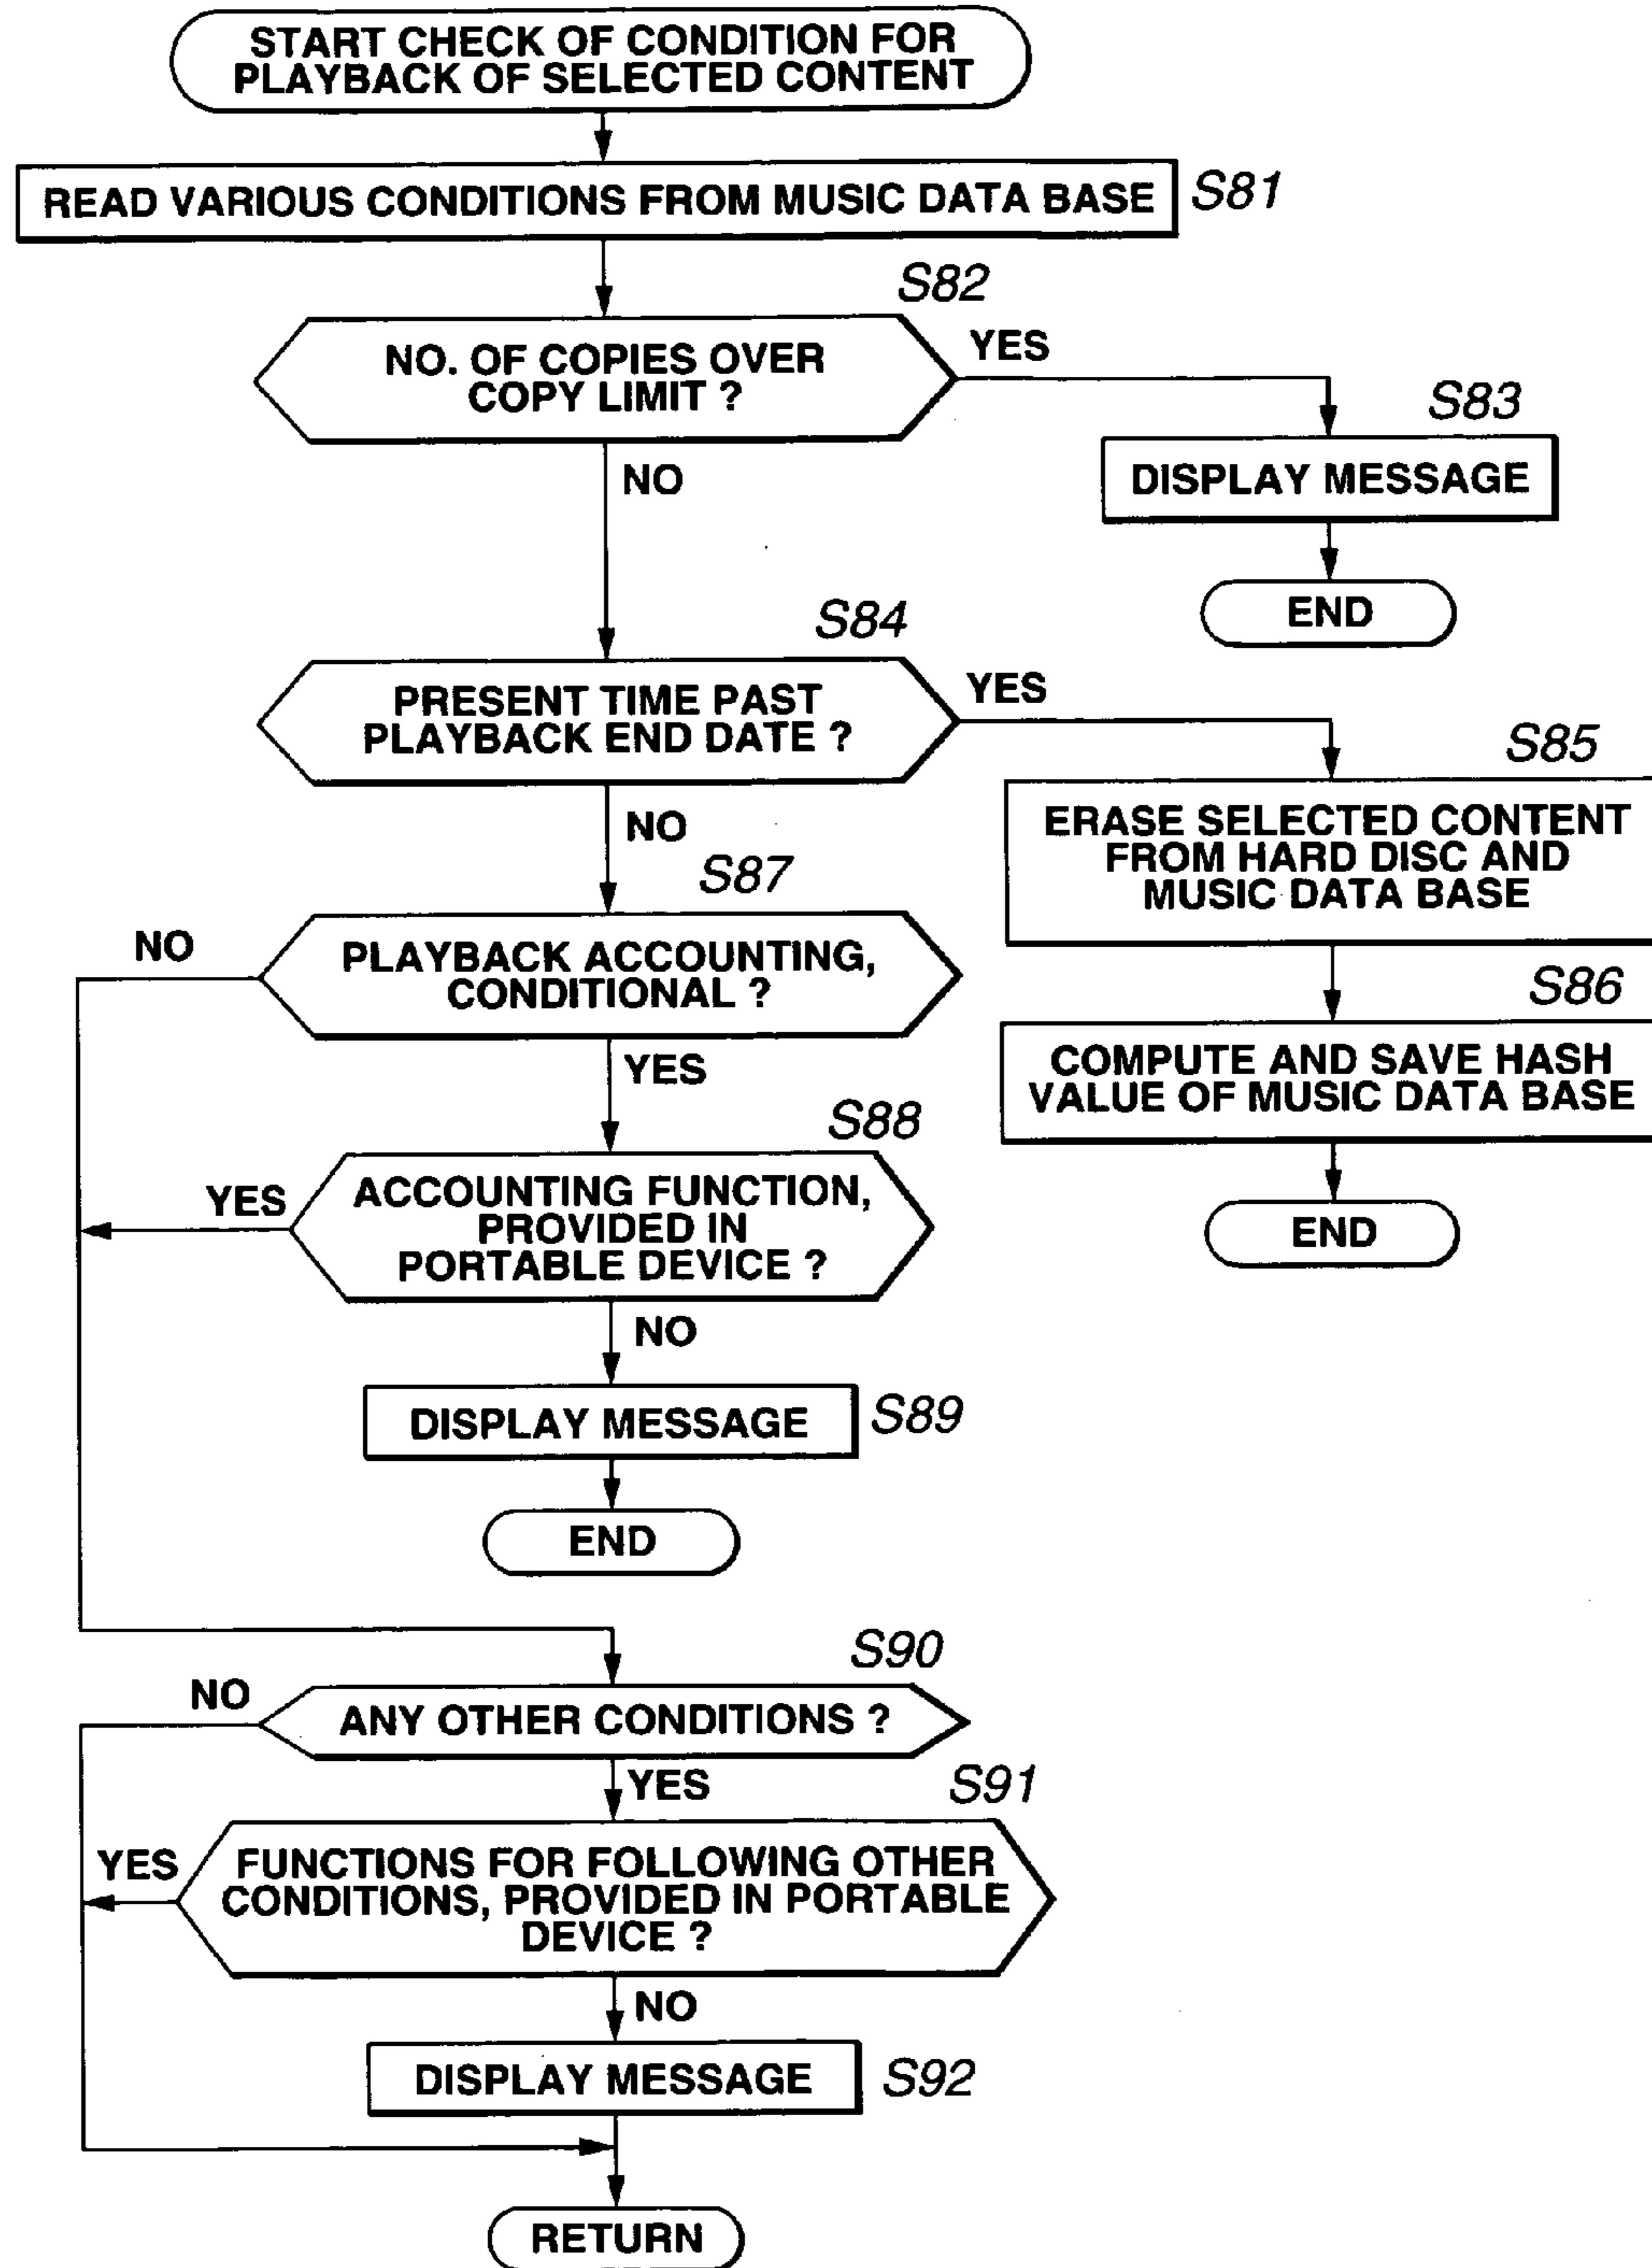 START CHECK OF CONDITION FOR
PLAYBACK OF SELECTED CONTENT
READ VARIOUS CONDITIONS FROM MUSIC DATA BASE
S81
S82
NO. OF COPIES OVER
COPY LIMIT ?
YES
NO
S83
DISPLAY MESSAGE
END
S84
PRESENT TIME PAST
PLAYBACK END DATE ?
YES
NO
S85
ERASE SELECTED CONTENT
FROM HARD DISC AND
MUSIC DATA BASE
S86
COMPUTE AND SAVE HASH
VALUE OF MUSIC DATA BASE
END
S87
PLAYBACK ACCOUNTING,
CONDITIONAL ?
NO
YES
S88
ACCOUNTING FUNCTION,
PROVIDED IN
PORTABLE DEVICE ?
YES
NO
DISPLAY MESSAGE
S89
END
S90
ANY OTHER CONDITIONS ?
NO
YES
S91
FUNCTIONS FOR FOLLOWING OTHER
CONDITIONS, PROVIDED IN PORTABLE
DEVICE ?
YES
NO
DISPLAY MESSAGE
S92
RETURN